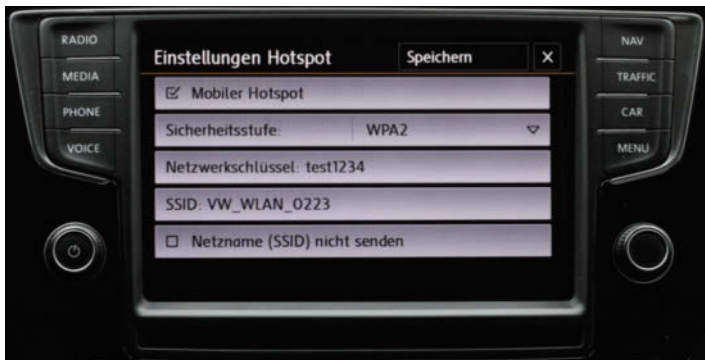 RADIO
MEDIA
PHONE
VOICE
Einstellungen Hotspot
Speichern
X
Mobiler Hotspot
Sicherheitsstufe: WPA2
Netzwerkschlüssel: test1234
SSID: VW_WLAN_0223
Netzname (SSID) nicht senden
NAV
TRAFFIC
CAR
MENU